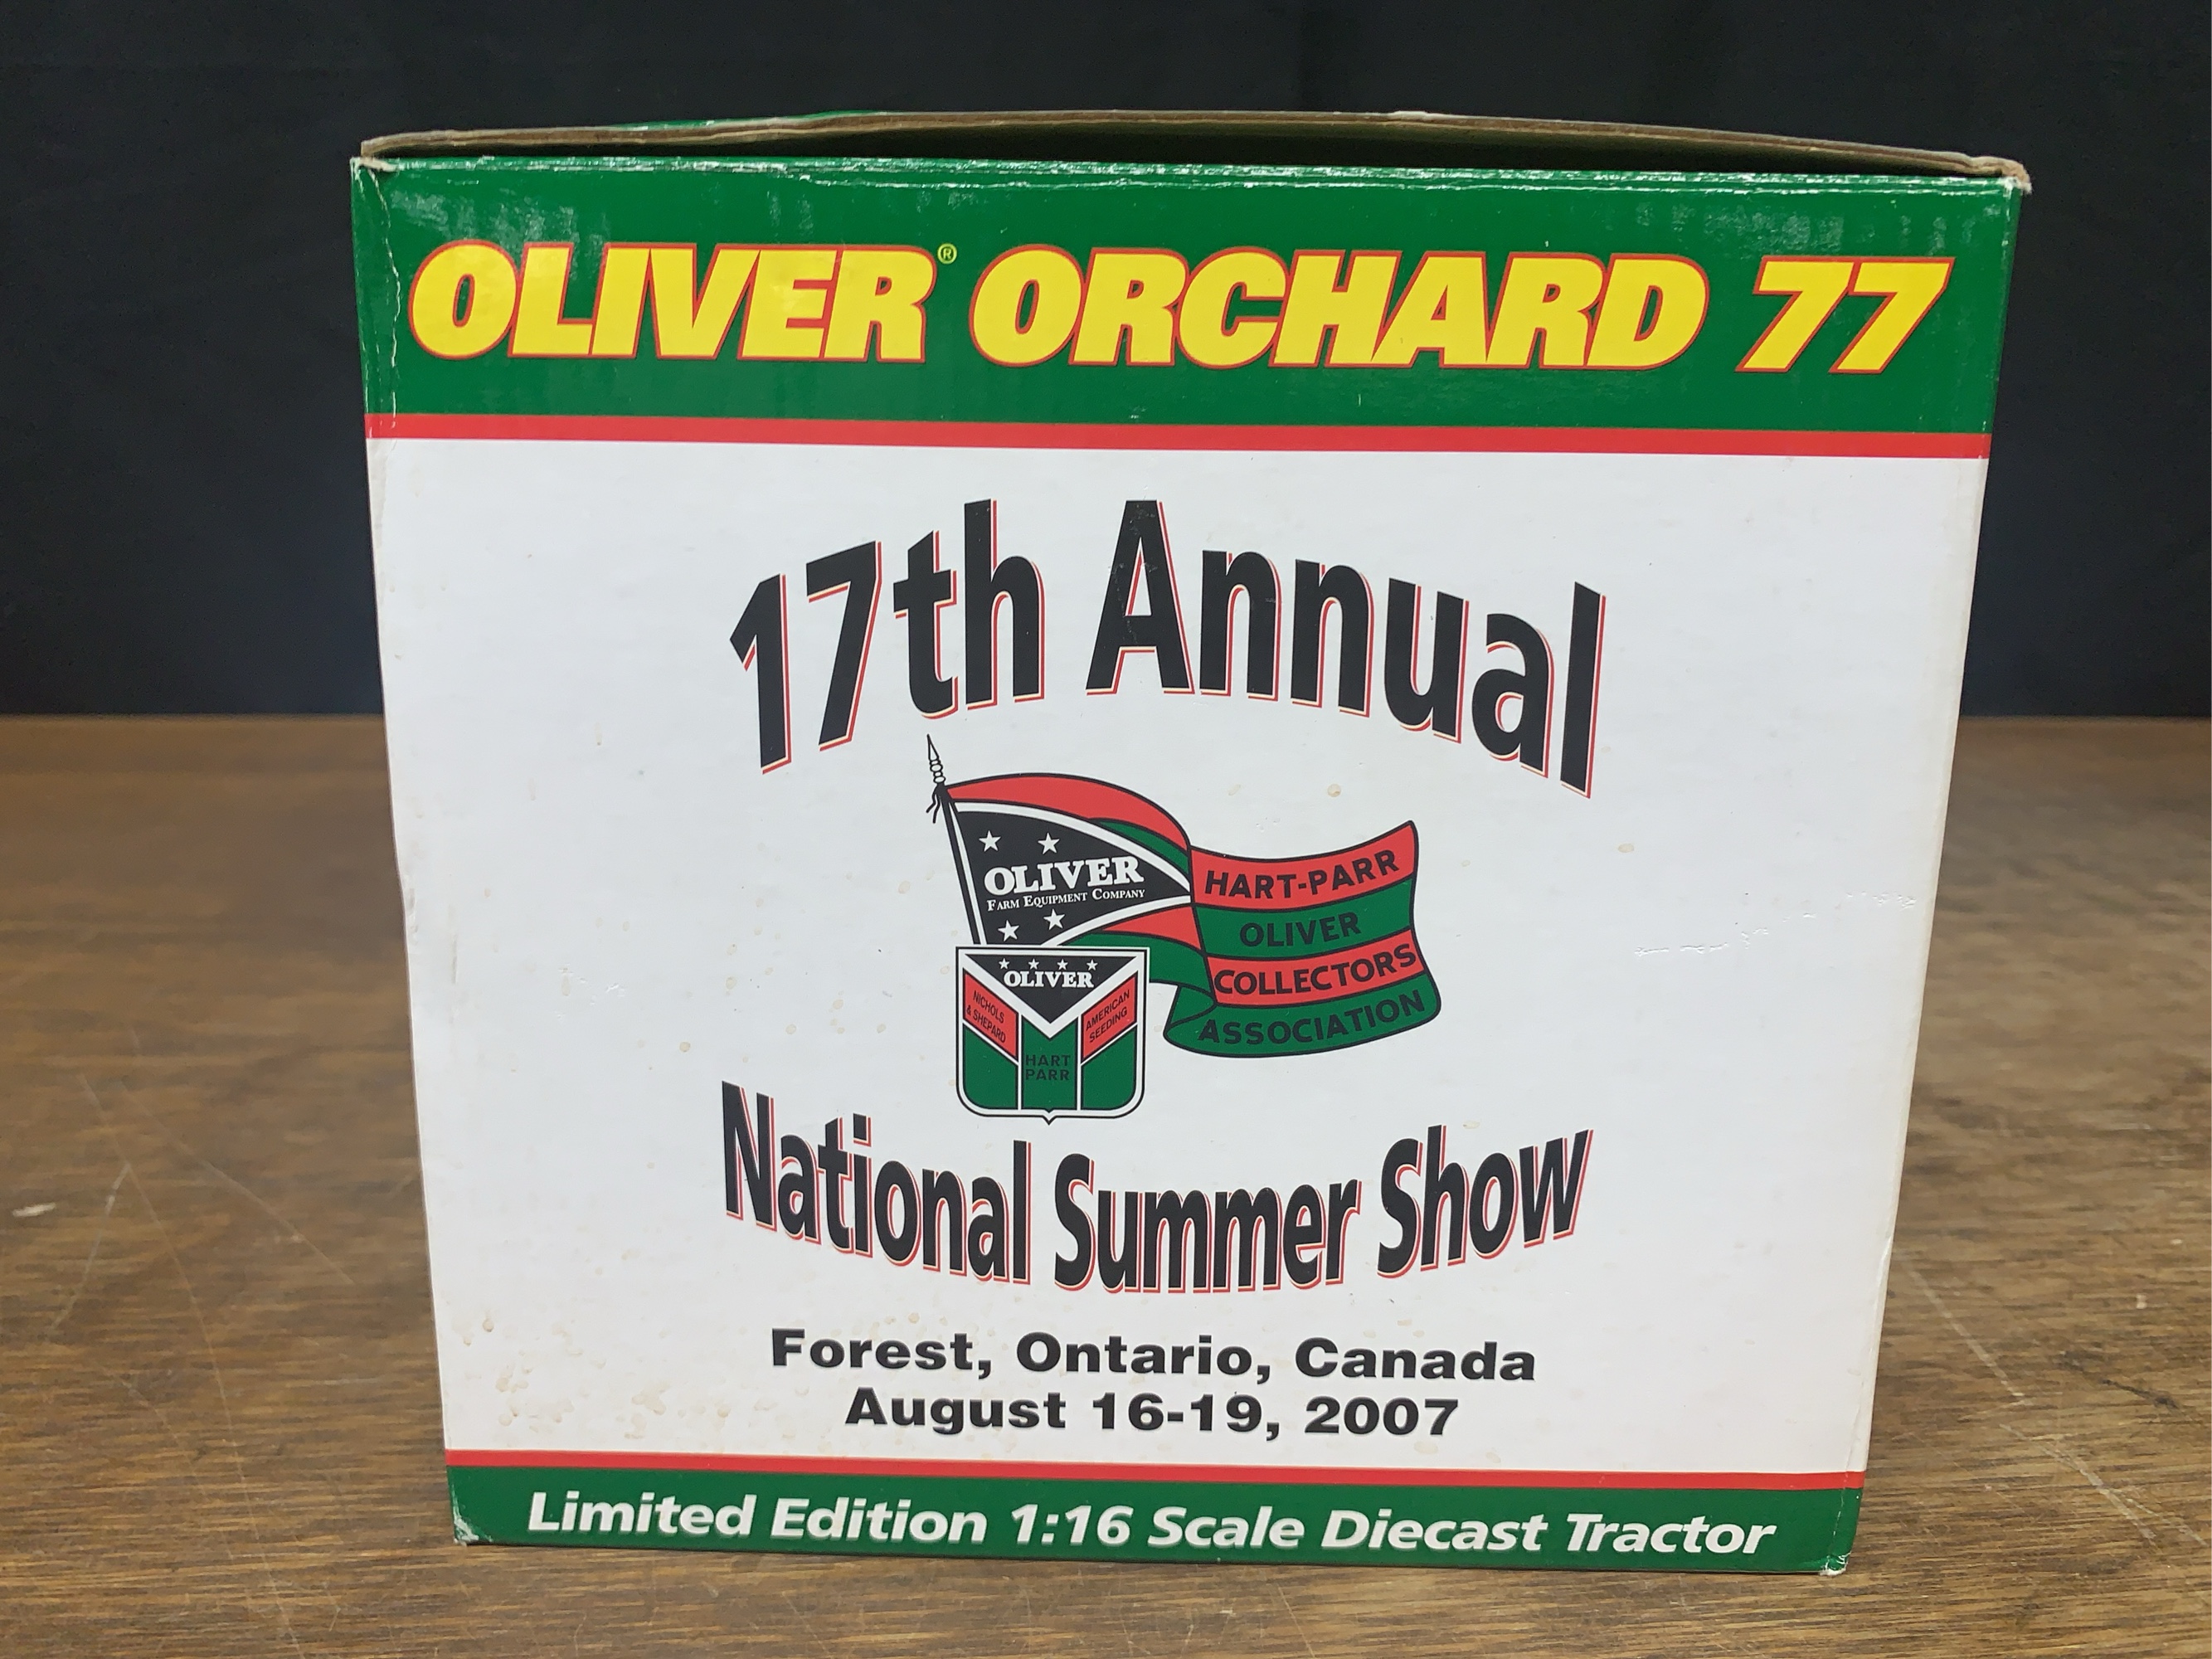 OLIVER® ORCHARD 77
17th Annual
OLIVER
FARM EQUIPMENT COMPANY
HART-PARR
OLIVER
COLLECTORS
ASSOCIATION
OLIVER
NICHOLS
& SHEPARD
AMERICAN
SEEDING
HART
PARR
National Summer Show
Forest, Ontario, Canada
August 16-19, 2007
Limited Edition 1:16 Scale Diecast Tractor